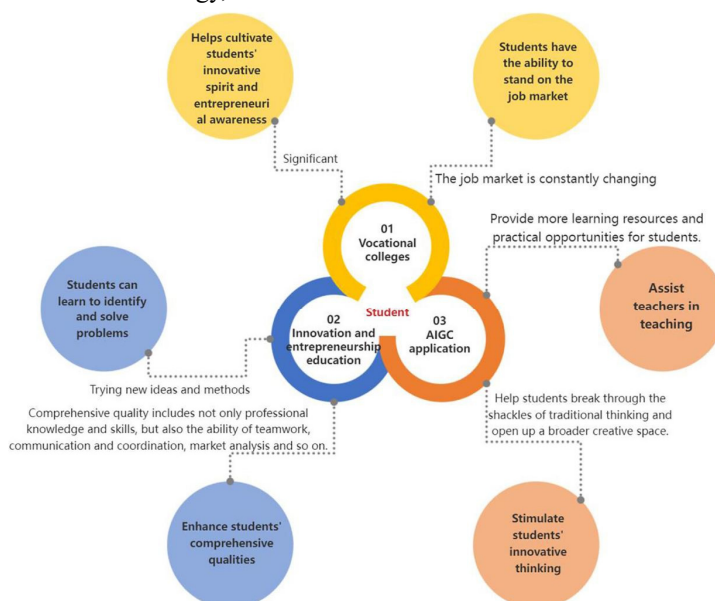 Helps cultivate
students'
innovative
spirit and
entrepreneuri
al awareness
Students have
the ability to
stand on the
job market
Significant
The job market is constantly changing
01
Vocational
colleges
Provide more learning resources and
practical opportunities for students.
Students can
learn to identify
and solve
problems
Assist
teachers in
teaching
Student
02
Innovation and
entrepreneurship
education
03
AIGC
application
Trying new ideas and methods
Comprehensive quality includes not only professional
knowledge and skills, but also the ability of teamwork,
communication and coordination, market analysis and so on.
Help students break through the
shackles of traditional thinking and
open up a broader creative space.
Enhance students'
comprehensive
qualities
Stimulate
students'
innovative
thinking